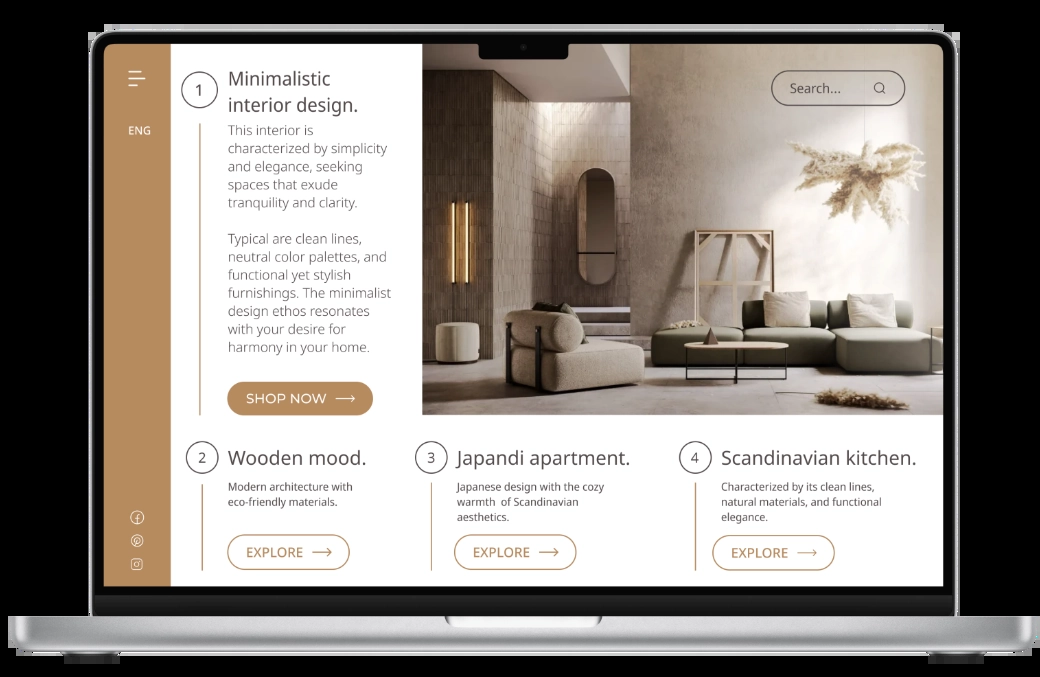 ENG
1
Minimalistic
interior design.
This interior is
characterized by simplicity
and elegance, seeking
spaces that exude
tranquility and clarity.
Typical are clean lines,
neutral color palettes, and
functional yet stylish
furnishings. The minimalist
design ethos resonates
with your desire for
harmony in your home.
SHOP NOW
Search...
2
Wooden mood.
Modern architecture with
eco-friendly materials.
EXPLORE
3
Japandi apartment.
Japanese design with the cozy
warmth of Scandinavian
aesthetics.
EXPLORE
4
Scandinavian kitchen.
Characterized by its clean lines,
natural materials, and functional
elegance.
EXPLORE